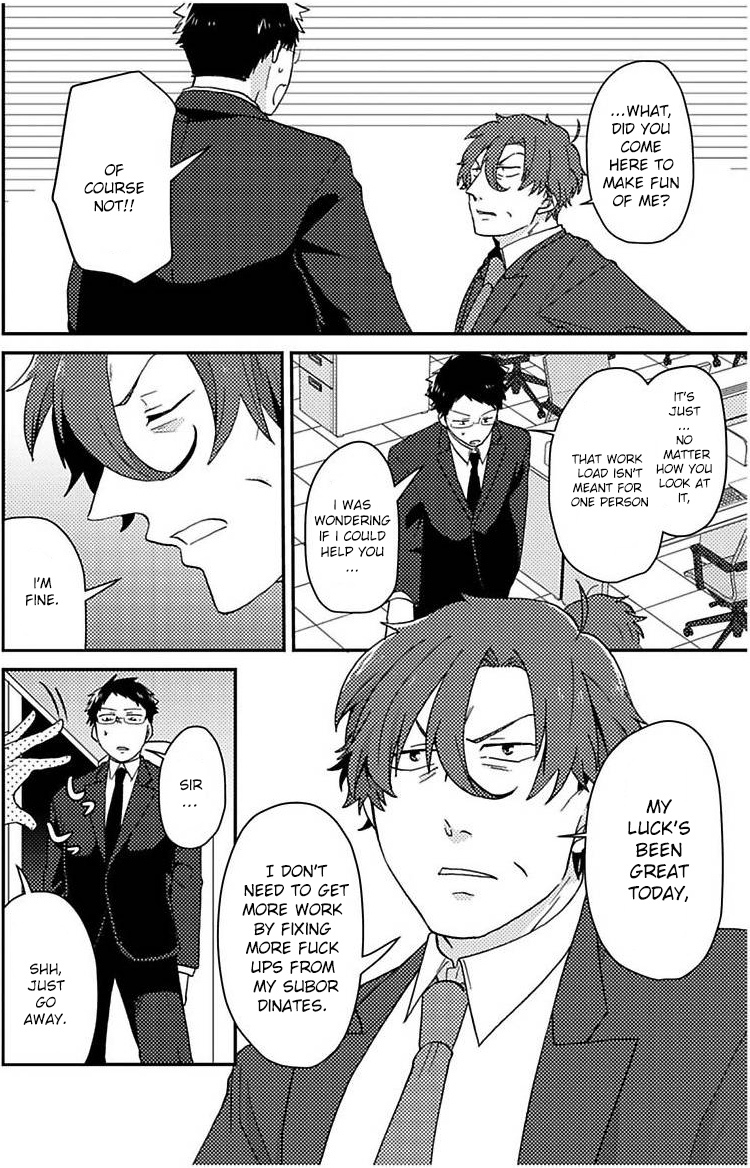 ...WHAT,
DID YOU
COME
HERE TO
MAKE FUN
OF ME?
OF
COURSE
NOT!!
IT'S
JUST
...
NO
MATTER
HOW YOU
LOOK AT
IT,
THAT WORK
LOAD ISN'T
MEANT FOR
ONE PERSON
I WAS
WONDERING
IF I COULD
HELP YOU
...
I'M
FINE.
MY
LUCK'S
BEEN
GREAT
TODAY,
I DON'T
NEED TO GET
MORE WORK
BY FIXING
MORE FUCK
UPS FROM
MY SUBOR
DINATES.
SIR
...
SHH,
JUST
GO
AWAY.